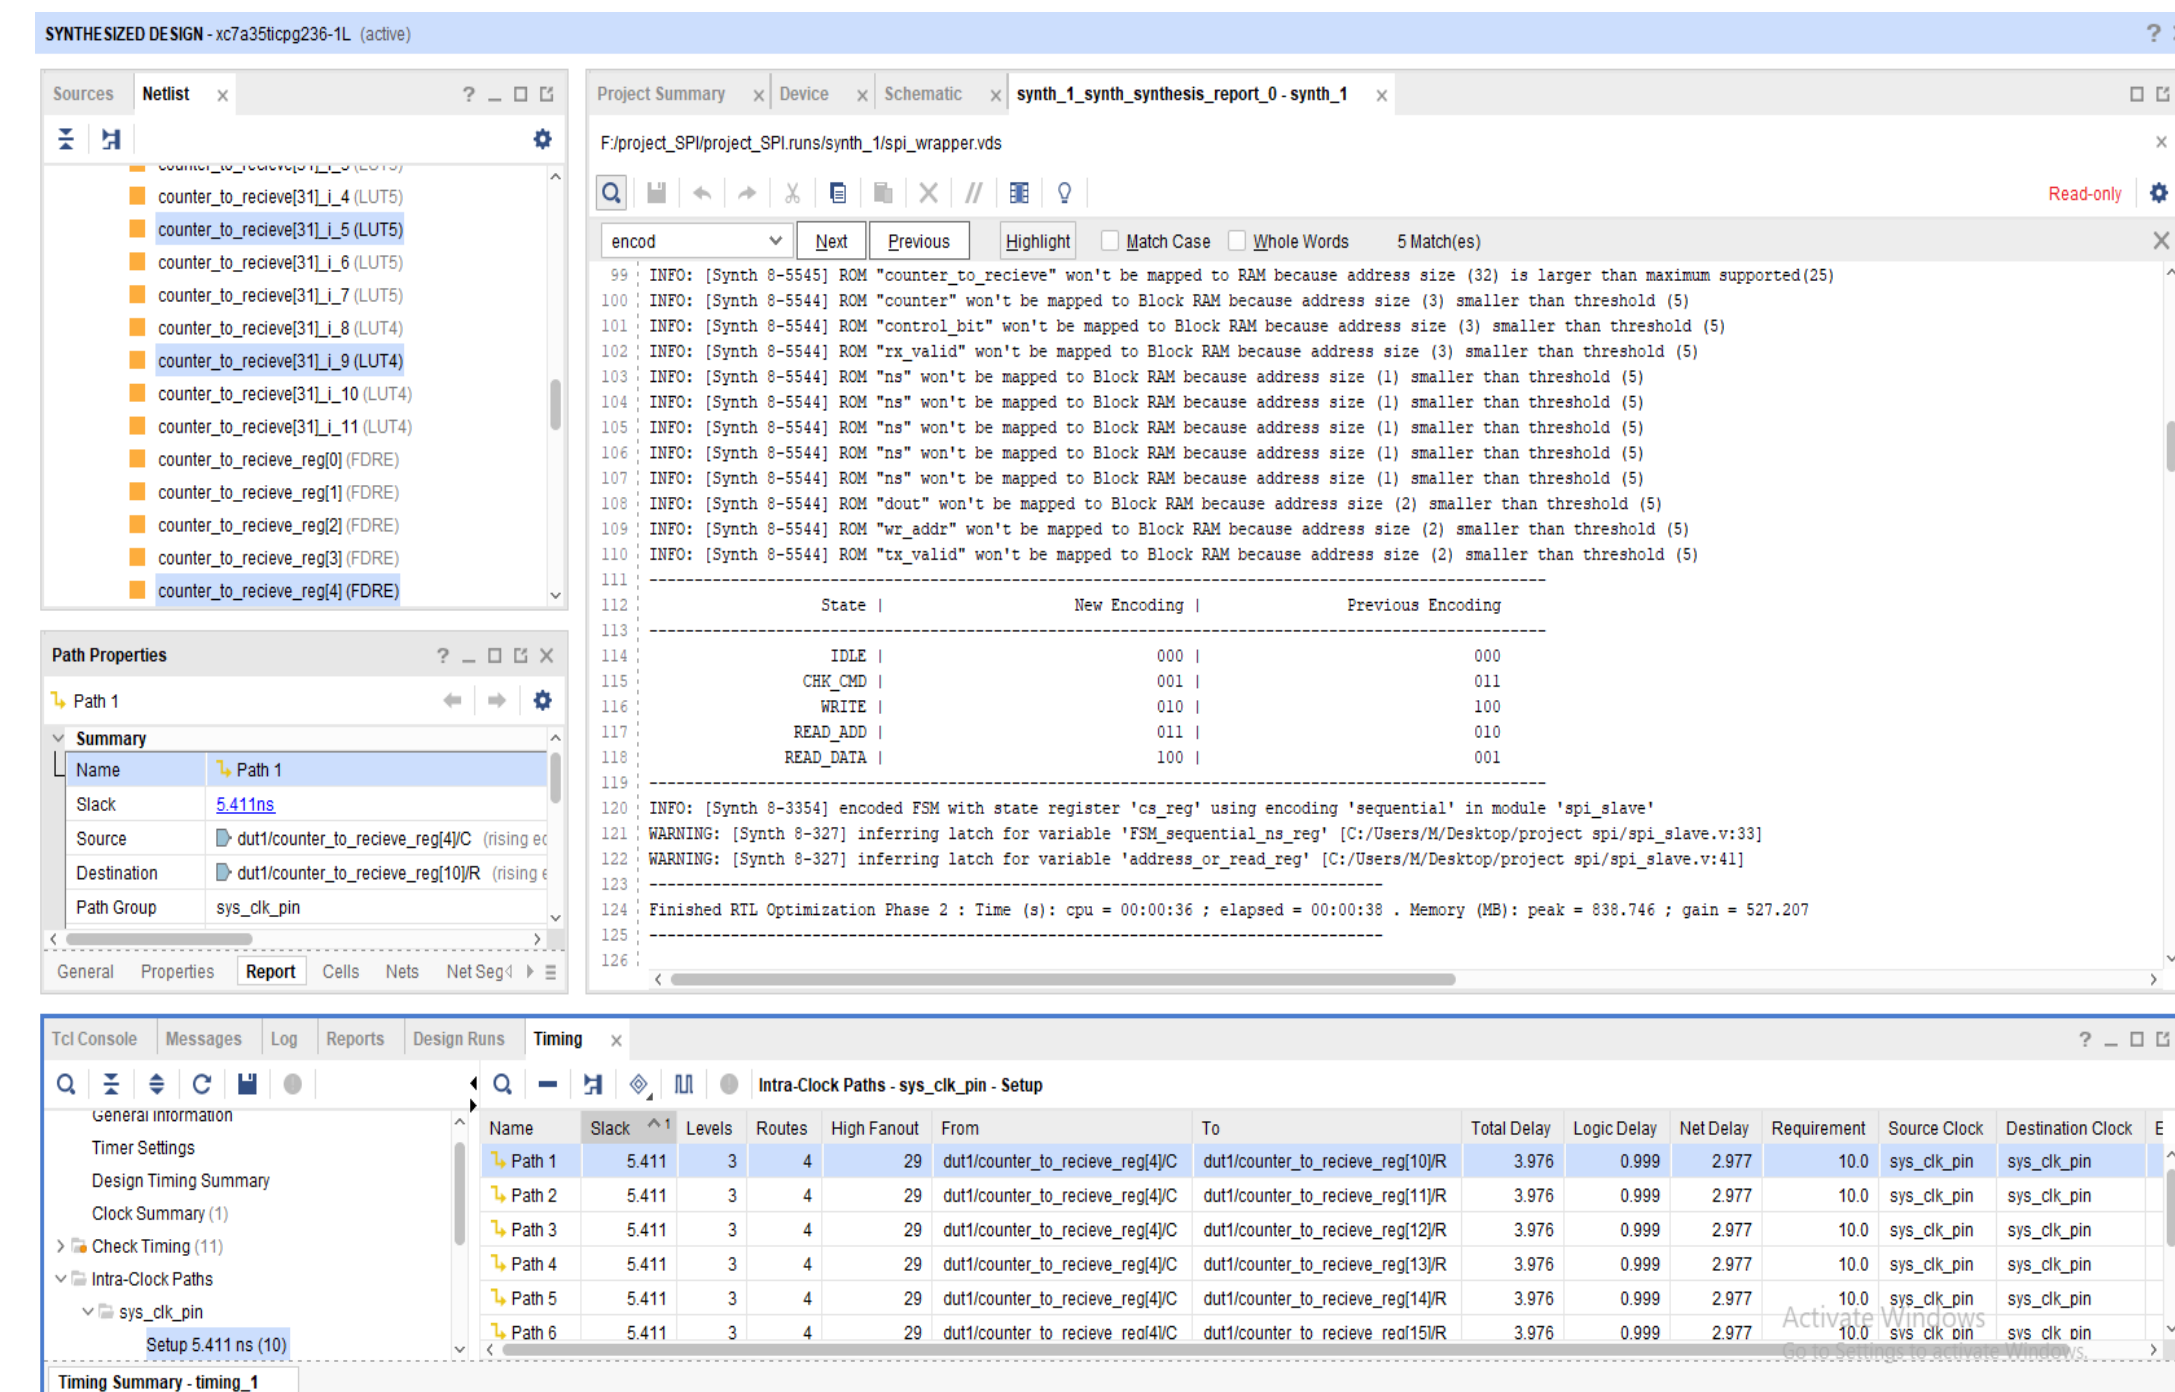 SYNTHESIZED DESIGN - xc7a35ticpg236-1L (active)
?
Sources Netlist
?
counter_to_recieve[31]_i_4 (LUT5)
counter_to_recieve[31]_i_5 (LUT5)
counter_to_recieve[31]_i_6 (LUT5)
counter_to_recieve[31]_i_7 (LUT5)
counter_to_recieve[31]_i_8 (LUT4)
counter_to_recieve[31]_i_9 (LUT4)
counter_to_recieve[31]_i_10 (LUT4)
counter_to_recieve[31]_i_11 (LUT4)
counter_to_recieve_reg[0] (FDRE)
counter_to_recieve_reg[1] (FDRE)
counter_to_recieve_reg[2] (FDRE)
counter_to_recieve_reg[3] (FDRE)
counter_to_recieve_reg[4] (FDRE)
Path Properties
?
Path 1
Summary
Name Path 1
Slack 5.411ns
Source dut1/counter_to_recieve_reg[4]/C (rising ec
Destination dut1/counter_to_recieve_reg[10]/R (rising e
Path Group sys_clk_pin
General Properties Report Cells Nets Net Seg
Project Summary Device Schematic synth_1_synth_synthesis_report_0 - synth_1
F:/project_SPI/project_SPI.runs/synth_1/spi_wrapper.vds
Read-only
encod Next Previous Highlight Match Case Whole Words 5 Match(es)
99 INFO: [Synth 8-5545] ROM "counter_to_recieve" won't be mapped to RAM because address size (32) is larger than maximum supported(25)
100 INFO: [Synth 8-5544] ROM "counter" won't be mapped to Block RAM because address size (3) smaller than threshold (5)
101 INFO: [Synth 8-5544] ROM "control_bit" won't be mapped to Block RAM because address size (3) smaller than threshold (5)
102 INFO: [Synth 8-5544] ROM "rx_valid" won't be mapped to Block RAM because address size (3) smaller than threshold (5)
103 INFO: [Synth 8-5544] ROM "ns" won't be mapped to Block RAM because address size (1) smaller than threshold (5)
104 INFO: [Synth 8-5544] ROM "ns" won't be mapped to Block RAM because address size (1) smaller than threshold (5)
105 INFO: [Synth 8-5544] ROM "ns" won't be mapped to Block RAM because address size (1) smaller than threshold (5)
106 INFO: [Synth 8-5544] ROM "ns" won't be mapped to Block RAM because address size (1) smaller than threshold (5)
107 INFO: [Synth 8-5544] ROM "ns" won't be mapped to Block RAM because address size (1) smaller than threshold (5)
108 INFO: [Synth 8-5544] ROM "dout" won't be mapped to Block RAM because address size (2) smaller than threshold (5)
109 INFO: [Synth 8-5544] ROM "wr_addr" won't be mapped to Block RAM because address size (2) smaller than threshold (5)
110 INFO: [Synth 8-5544] ROM "tx_valid" won't be mapped to Block RAM because address size (2) smaller than threshold (5)
111 ---------------------------------------------------------------------------------------------------
112 State | New Encoding | Previous Encoding
113 ---------------------------------------------------------------------------------------------------
114 IDLE | 000 | 000
115 CHK_CMD | 001 | 011
116 WRITE | 010 | 100
117 READ_ADD | 011 | 010
118 READ_DATA | 100 | 001
119 ---------------------------------------------------------------------------------------------------
120 INFO: [Synth 8-3354] encoded FSM with state register 'cs_reg' using encoding 'sequential' in module 'spi_slave'
121 WARNING: [Synth 8-327] inferring latch for variable 'FSM_sequential_ns_reg' [C:/Users/M/Desktop/project spi/spi_slave.v:33]
122 WARNING: [Synth 8-327] inferring latch for variable 'address_or_read_reg' [C:/Users/M/Desktop/project spi/spi_slave.v:41]
123 ---------------------------------------------------------------------------------
124 Finished RTL Optimization Phase 2 : Time (s): cpu = 00:00:36 ; elapsed = 00:00:38 . Memory (MB): peak = 838.746 ; gain = 527.207
125 ---------------------------------------------------------------------------------
126
Tcl Console Messages Log Reports Design Runs Timing
?
General Information
Timer Settings
Design Timing Summary
Clock Summary (1)
Check Timing (11)
Intra-Clock Paths
sys_clk_pin
Setup 5.411 ns (10)
Intra-Clock Paths - sys_clk_pin - Setup
Name Slack 1 Levels Routes High Fanout From To Total Delay Logic Delay Net Delay Requirement Source Clock Destination Clock E
Path 1 5.411 3 4 29 dut1/counter_to_recieve_reg[4]/C dut1/counter_to_recieve_reg[10]/R 3.976 0.999 2.977 10.0 sys_clk_pin sys_clk_pin
Path 2 5.411 3 4 29 dut1/counter_to_recieve_reg[4]/C dut1/counter_to_recieve_reg[11]/R 3.976 0.999 2.977 10.0 sys_clk_pin sys_clk_pin
Path 3 5.411 3 4 29 dut1/counter_to_recieve_reg[4]/C dut1/counter_to_recieve_reg[12]/R 3.976 0.999 2.977 10.0 sys_clk_pin sys_clk_pin
Path 4 5.411 3 4 29 dut1/counter_to_recieve_reg[4]/C dut1/counter_to_recieve_reg[13]/R 3.976 0.999 2.977 10.0 sys_clk_pin sys_clk_pin
Path 5 5.411 3 4 29 dut1/counter_to_recieve_reg[4]/C dut1/counter_to_recieve_reg[14]/R 3.976 0.999 2.977 10.0 sys_clk_pin sys_clk_pin
Path 6 5.411 3 4 29 dut1/counter_to_recieve_reg[4]/C dut1/counter_to_recieve_reg[15]/R 3.976 0.999 2.977 10.0 sys_clk_pin sys_clk_pin
Activate Windows
Go to Settings to activate Windows.
Timing Summary - timing_1